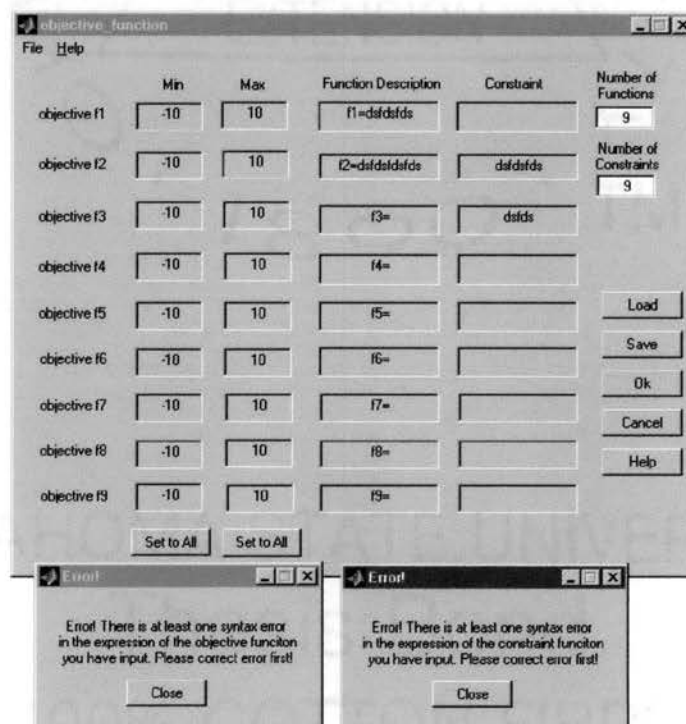 objective_function
File Help
Min Max Function Description Constraint Number of Functions
objective f1 -10 10 f1=dsfdsfds 9
objective f2 -10 10 f2=dsfdsfdsfds dsfdsfds Number of Constraints
9
objective f3 -10 10 f3= dsfds
objective f4 -10 10 f4=
objective f5 -10 10 f5= Load
objective f6 -10 10 f6= Save
objective f7 -10 10 f7= Ok
objective f8 -10 10 f8= Cancel
objective f9 -10 10 f9= Help
Set to All Set to All
Error!
Error! There is at least one syntax error
in the expression of the objective funciton
you have input. Please correct error first!
Close
Error!
Error! There is at least one syntax error
in the expression of the constraint funciton
you have input. Please correct error first!
Close